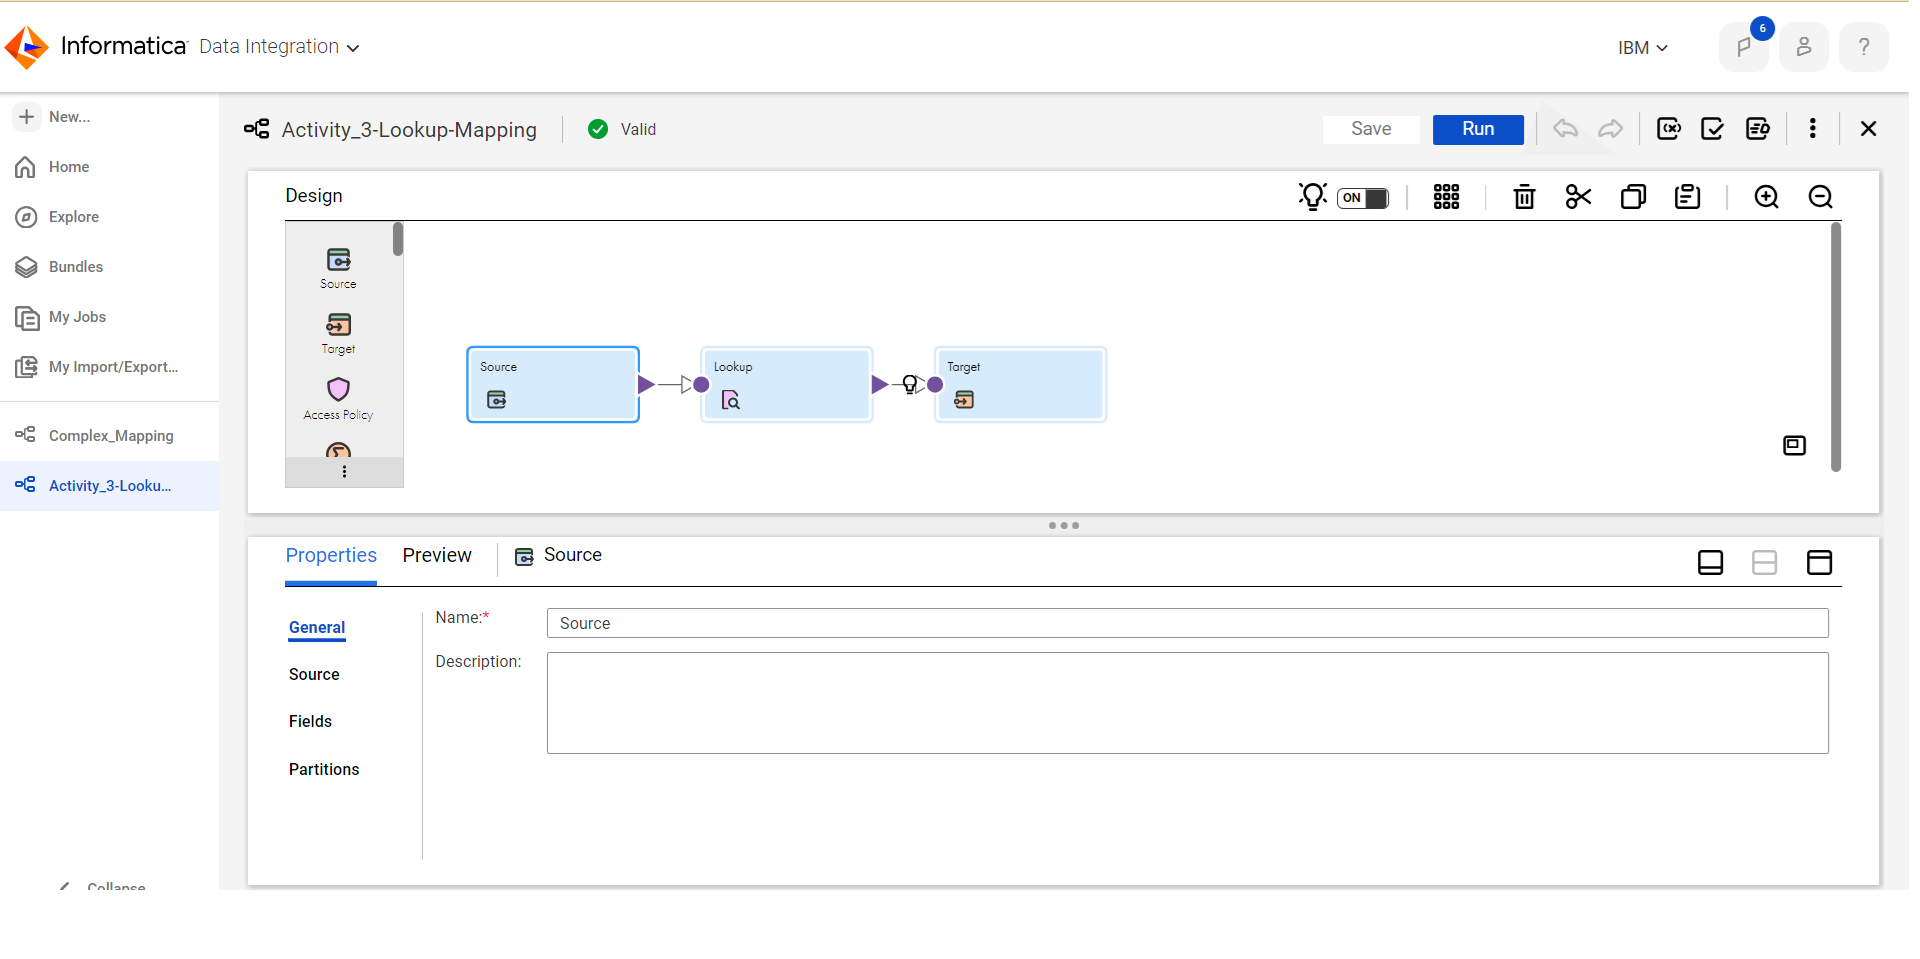 Informatica Data Integration
IBM
6
?
New...
Home
Explore
Bundles
My Jobs
My Import/Export...
Complex_Mapping
Activity_3-Looku...
Collapse
Activity_3-Lookup-Mapping
Valid
Save
Run
Design
ON
Source
Target
Access Policy
Source
Lookup
Target
Properties
Preview
Source
General
Source
Fields
Partitions
Name:*
Source
Description: